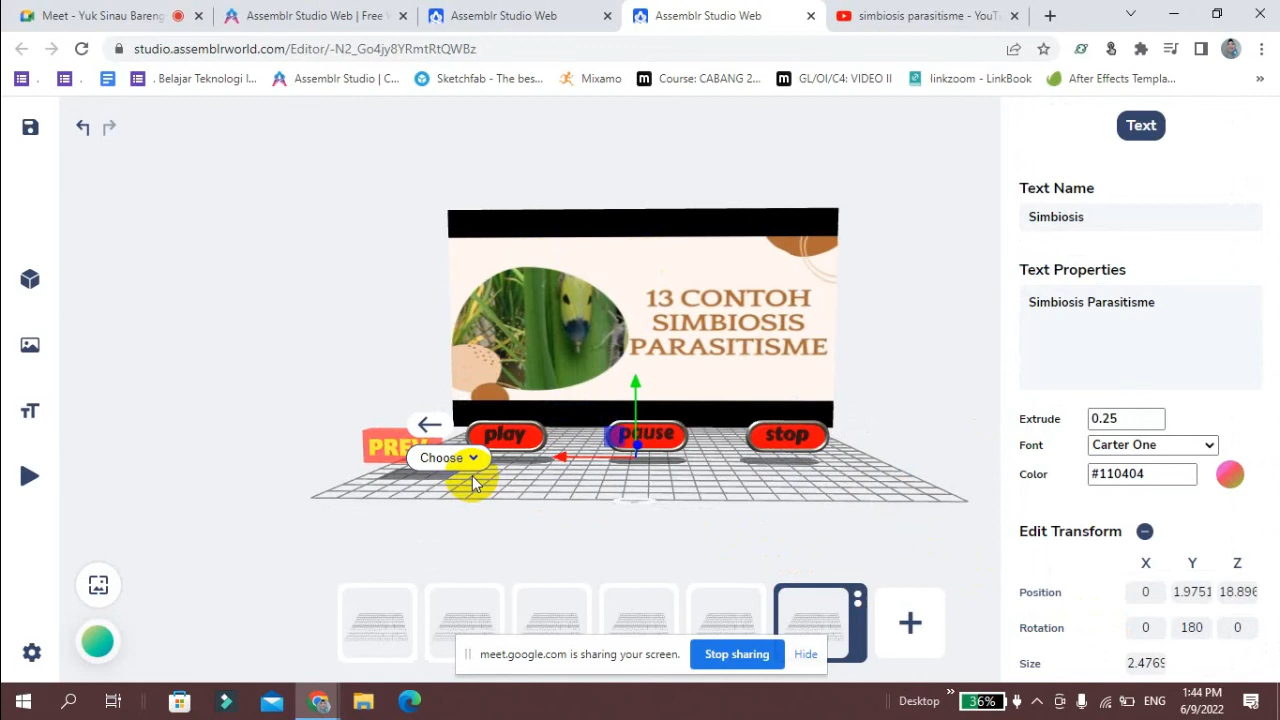 Meet - Yuk Sinau Bareng
Assemblr Studio Web | Free V
Assemblr Studio Web
Assemblr Studio Web
simbiosis parasitisme - YouTu
studio.assemblrworld.com/Editor/-N2_Go4jy8YRmtRtQWBz
. Belajar Teknologi I...
Assemblr Studio | C...
Sketchfab - The bes...
Mixamo
Course: CABANG 2...
GL/OI/C4: VIDEO II
linkzoom — LinkBook
After Effects Templa...
Text
Text Name
Simbiosis
Text Properties
Simbiosis Parasitisme
13 CONTOH
SIMBIOSIS
PARASITISME
PREV
play
pause
stop
Choose
Extrude
0.25
Font
Carter One
Color
#110404
Edit Transform
X Y Z
Position
0 1.9751 18.896
Rotation
0 180 0
Size
2.4769
meet.google.com is sharing your screen.
Stop sharing
Hide
Desktop
36%
ENG
1:44 PM
6/9/2022